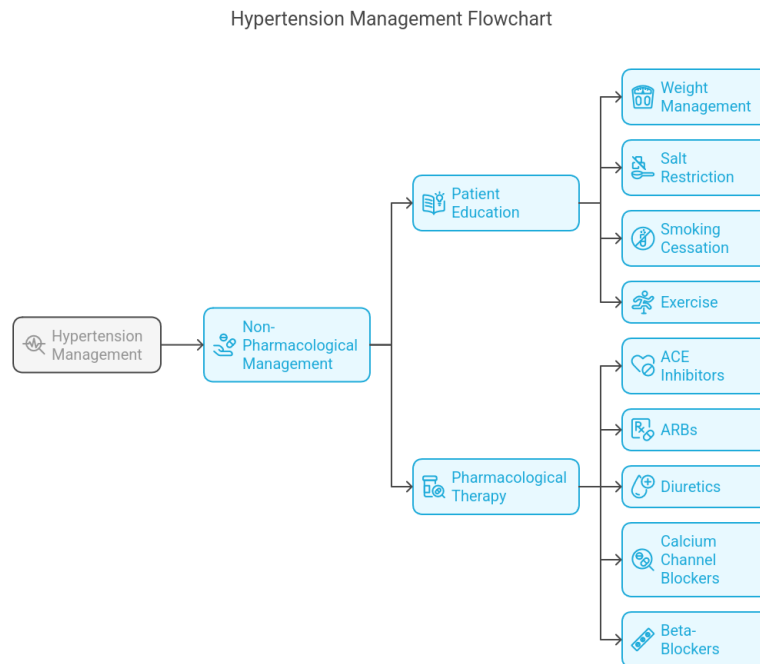 Hypertension Management Flowchart
Weight
Management
Salt
Restriction
Patient
Education
Smoking
Cessation
Exercise
Hypertension
Management
Non-
Pharmacological
Management
ACE
Inhibitors
ARBs
Pharmacological
Therapy
Diuretics
Calcium
Channel
Blockers
Beta-
Blockers